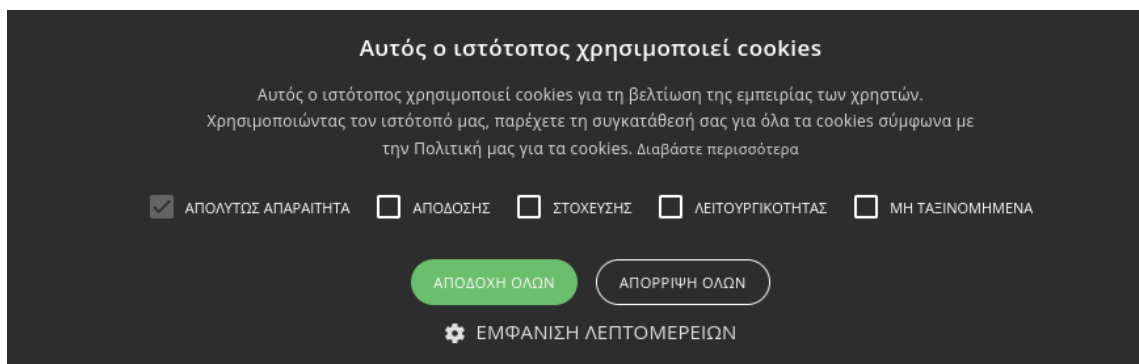 Αυτός ο ιστότοπος χρησιμοποιεί cookies
Αυτός ο ιστότοπος χρησιμοποιεί cookies για τη βελτίωση της εμπειρίας των χρηστών.
Χρησιμοποιώντας τον ιστότοπό μας, παρέχετε τη συγκατάθεσή σας για όλα τα cookies σύμφωνα με
την Πολιτική μας για τα cookies. Διαβάστε περισσότερα
ΑΠΟΛΥΤΩΣ ΑΠΑΡΑΙΤΗΤΑ ΑΠΟΔΟΣΗΣ ΣΤΟΧΕΥΣΗΣ ΛΕΙΤΟΥΡΓΙΚΟΤΗΤΑΣ ΜΗ ΤΑΞΙΝΟΜΗΜΕΝΑ
ΑΠΟΔΟΧΗ ΟΛΩΝ ΑΠΟΡΡΙΨΗ ΟΛΩΝ
ΕΜΦΑΝΙΣΗ ΛΕΠΤΟΜΕΡΕΙΩΝ